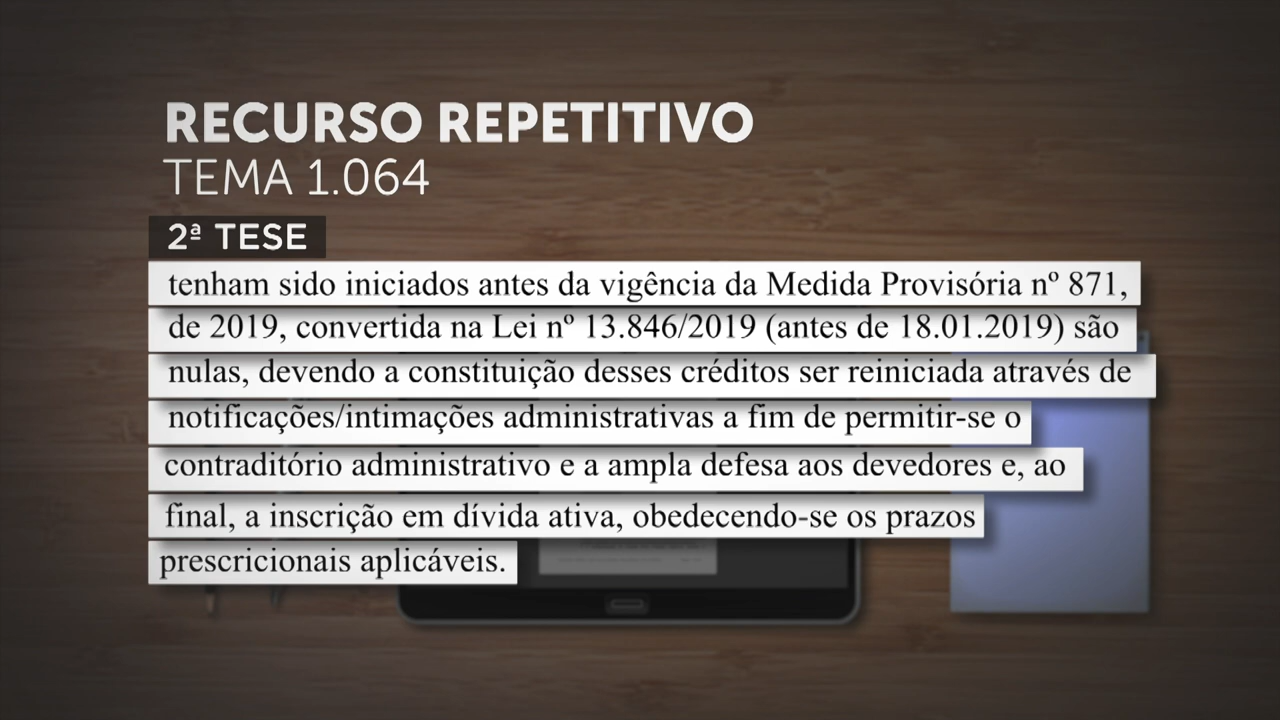 RECURSO REPETITIVO
TEMA 1.064
2ª TESE
tenham sido iniciados antes da vigência da Medida Provisória nº 871,
de 2019, convertida na Lei nº 13.846/2019 (antes de 18.01.2019) são
nulas, devendo a constituição desses créditos ser reiniciada através de
notificações/intimações administrativas a fim de permitir-se o
contraditório administrativo e a ampla defesa aos devedores e, ao
final, a inscrição em dívida ativa, obedecendo-se os prazos
prescricionais aplicáveis.